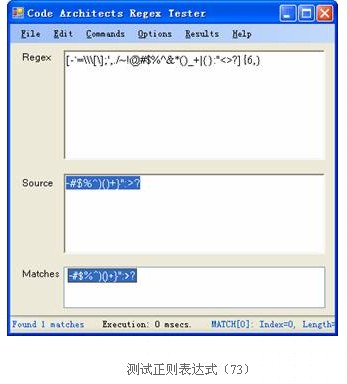 Code Architects Regex Tester
File Edit Commands Options Results Help
Regex
[-`=\\\[\];',./~!@#$%^&*()_+|{}:"<>?]{6,}
Source
-#$%^)()+}":>?
Matches
-#$%^)()+}":>?
Found 1 matches Execution: 0 msecs. MATCH[0]: Index=0, Length=
测试正则表达式（73）